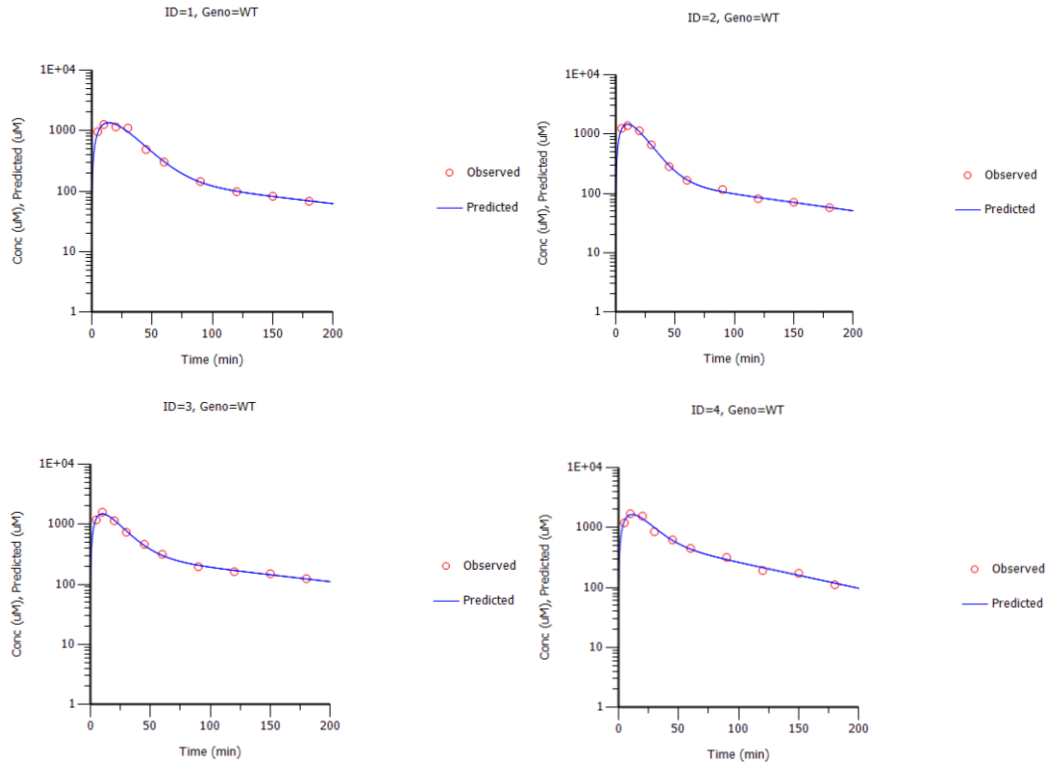 ID=1, Geno=WT
1E+04
1000
100
10
1
Conc (uM), Predicted (uM)
0 50 100 150 200
Time (min)
Observed
Predicted
ID=2, Geno=WT
1E+04
1000
100
10
1
Conc (uM), Predicted (uM)
0 50 100 150 200
Time (min)
Observed
Predicted
ID=3, Geno=WT
1E+04
1000
100
10
1
Conc (uM), Predicted (uM)
0 50 100 150 200
Time (min)
Observed
Predicted
ID=4, Geno=WT
1E+04
1000
100
10
1
Conc (uM), Predicted (uM)
0 50 100 150 200
Time (min)
Observed
Predicted